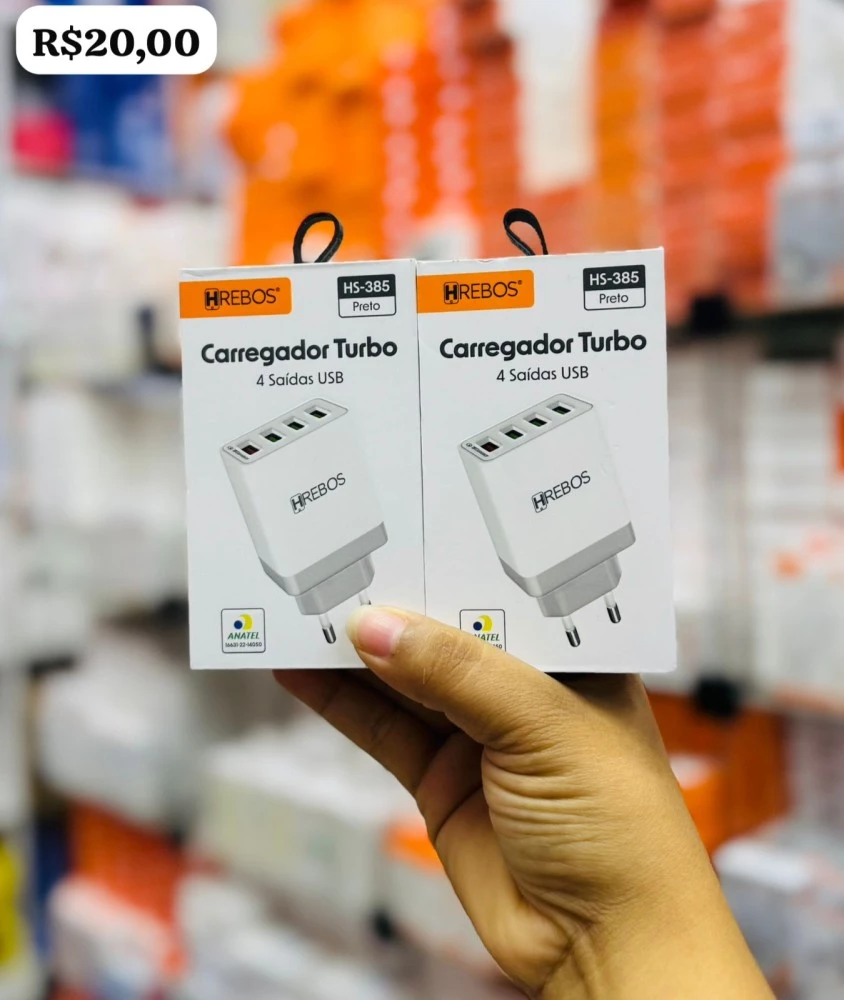 R$20,00
HREBOS®
HS-385
Preto
Carregador Turbo
4 Saídas USB
HREBOS
ANATEL
HREBOS®
HS-385
Preto
Carregador Turbo
4 Saídas USB
HREBOS